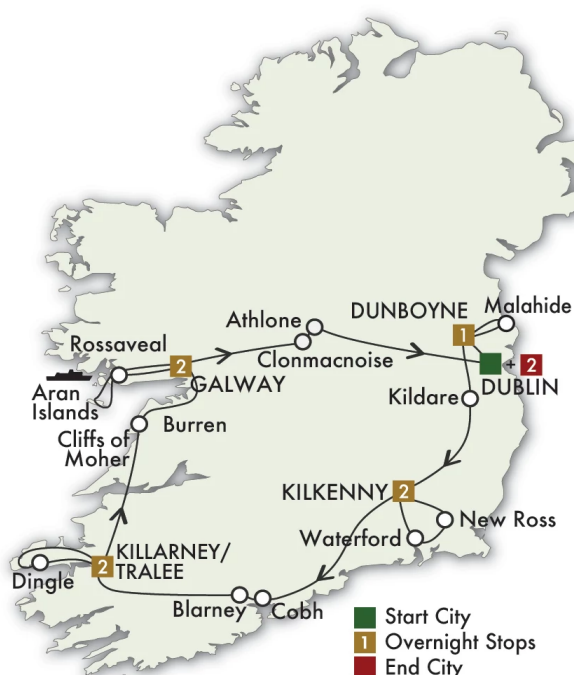 DUNBOYNE
Malahide
Athlone
1
Rossaveal
Clonmacnoise
2
+ 2
GALWAY
DUBLIN
Aran
Islands
Kildare
Burren
Cliffs of
Moher
KILKENNY 2
New Ross
Waterford
KILLARNEY/
2 TRALEE
Dingle
Blarney
Cobh
Start City
1 Overnight Stops
End City